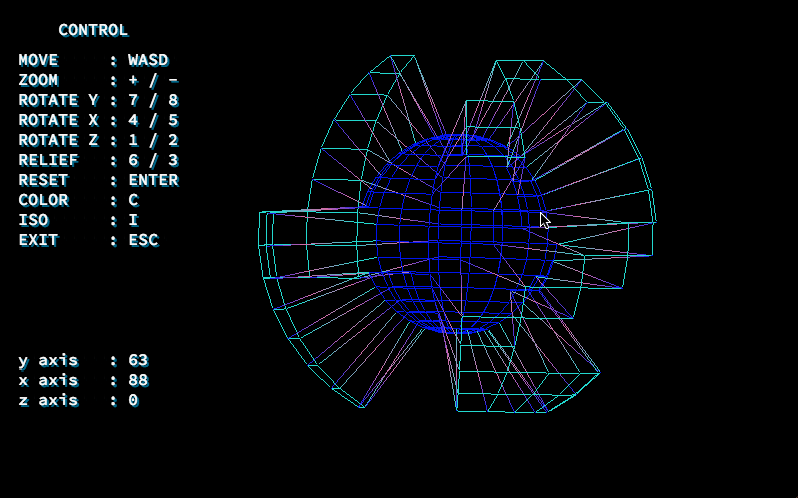 CONTROL
MOVE : WASD
ZOOM : + / -
ROTATE Y : 7 / 8
ROTATE X : 4 / 5
ROTATE Z : 1 / 2
RELIEF : 6 / 3
RESET : ENTER
COLOR : C
ISO : I
EXIT : ESC
y axis : 63
x axis : 88
z axis : 0